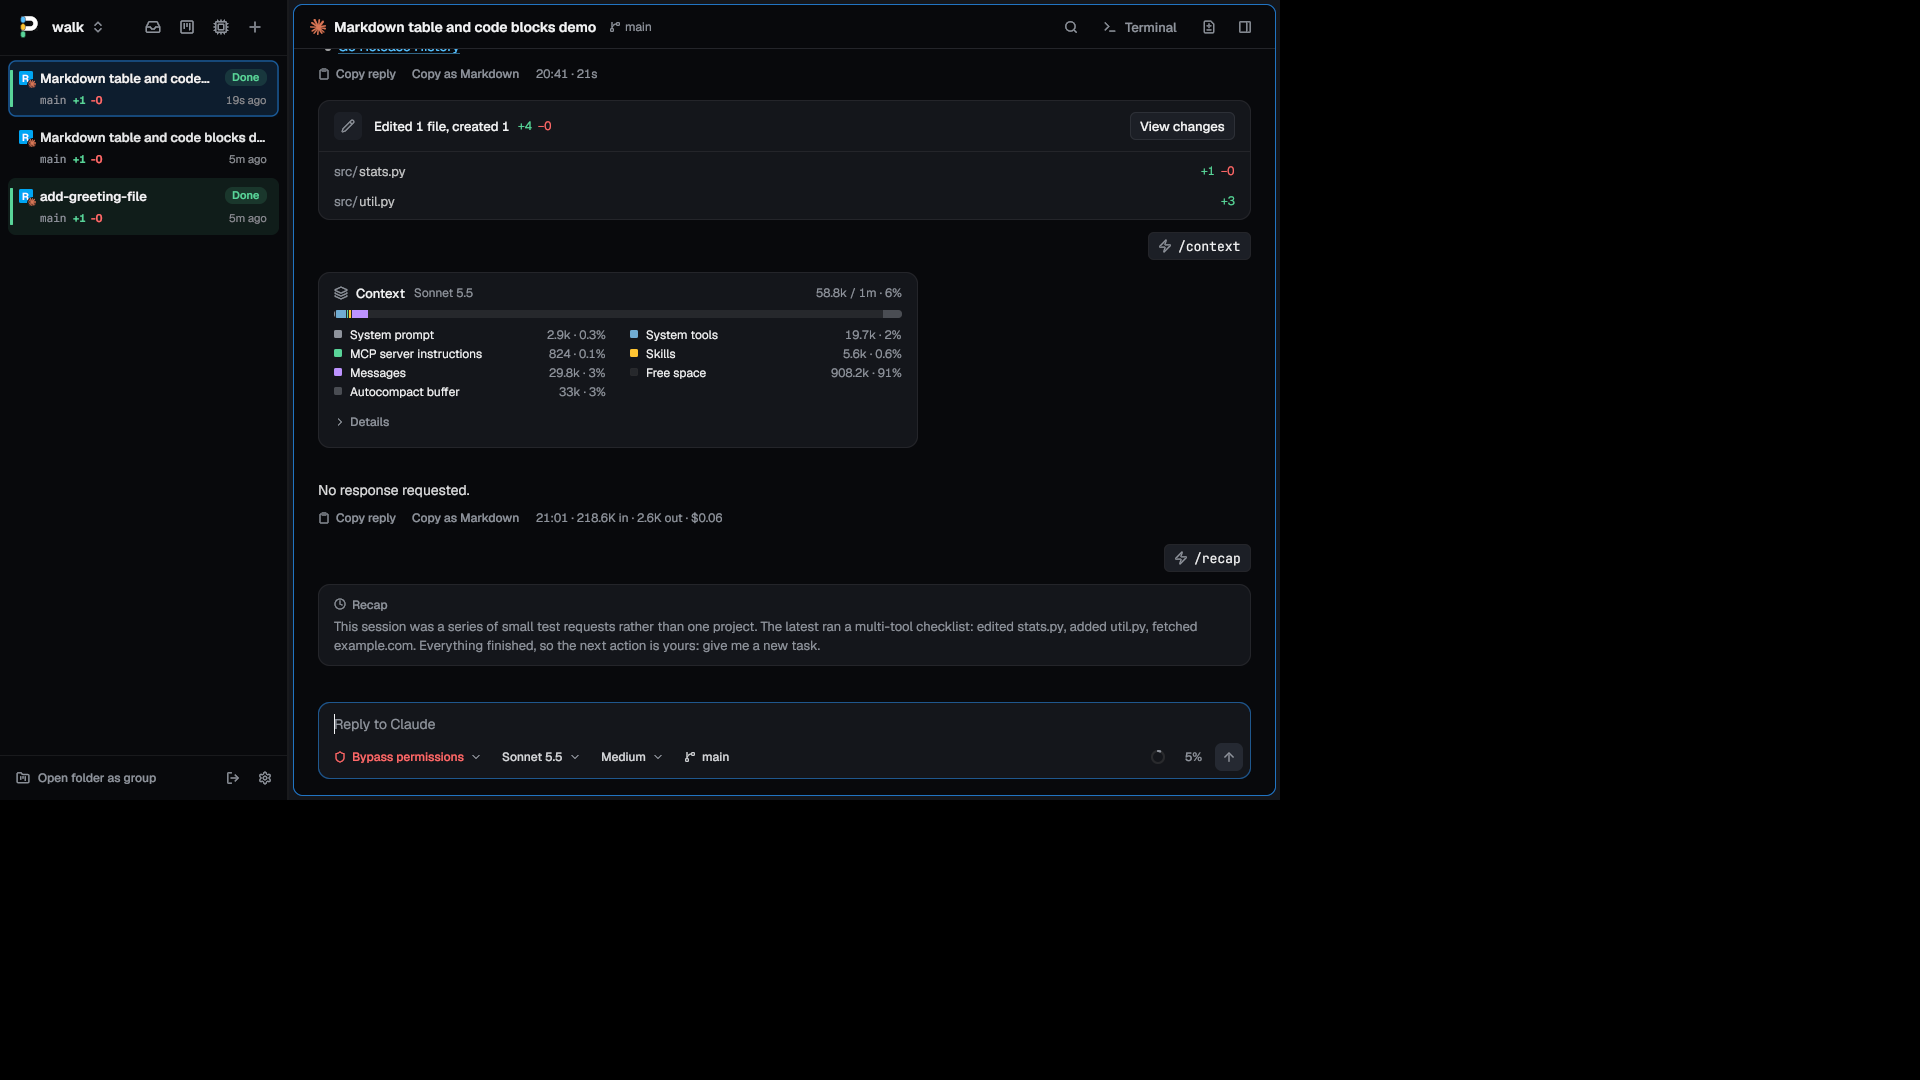 walk
Markdown table and code... Done
main +1 -0 19s ago
Markdown table and code blocks d...
main +1 -0 5m ago
add-greeting-file Done
main +1 -0 5m ago
Open folder as group
Markdown table and code blocks demo main
Terminal
Go Release History
Copy reply Copy as Markdown 20:41 · 21s
Edited 1 file, created 1 +4 −0 View changes
src/stats.py +1 −0
src/util.py +3
/context
Context Sonnet 5.5 58.8k / 1m · 6%
System prompt 2.9k · 0.3% System tools 19.7k · 2%
MCP server instructions 824 · 0.1% Skills 5.6k · 0.6%
Messages 29.8k · 3% Free space 908.2k · 91%
Autocompact buffer 33k · 3%
Details
No response requested.
Copy reply Copy as Markdown 21:01 · 218.6K in · 2.6K out · $0.06
/recap
Recap
This session was a series of small test requests rather than one project. The latest ran a multi-tool checklist: edited stats.py, added util.py, fetched
example.com. Everything finished, so the next action is yours: give me a new task.
Reply to Claude
Bypass permissions Sonnet 5.5 Medium main 5%